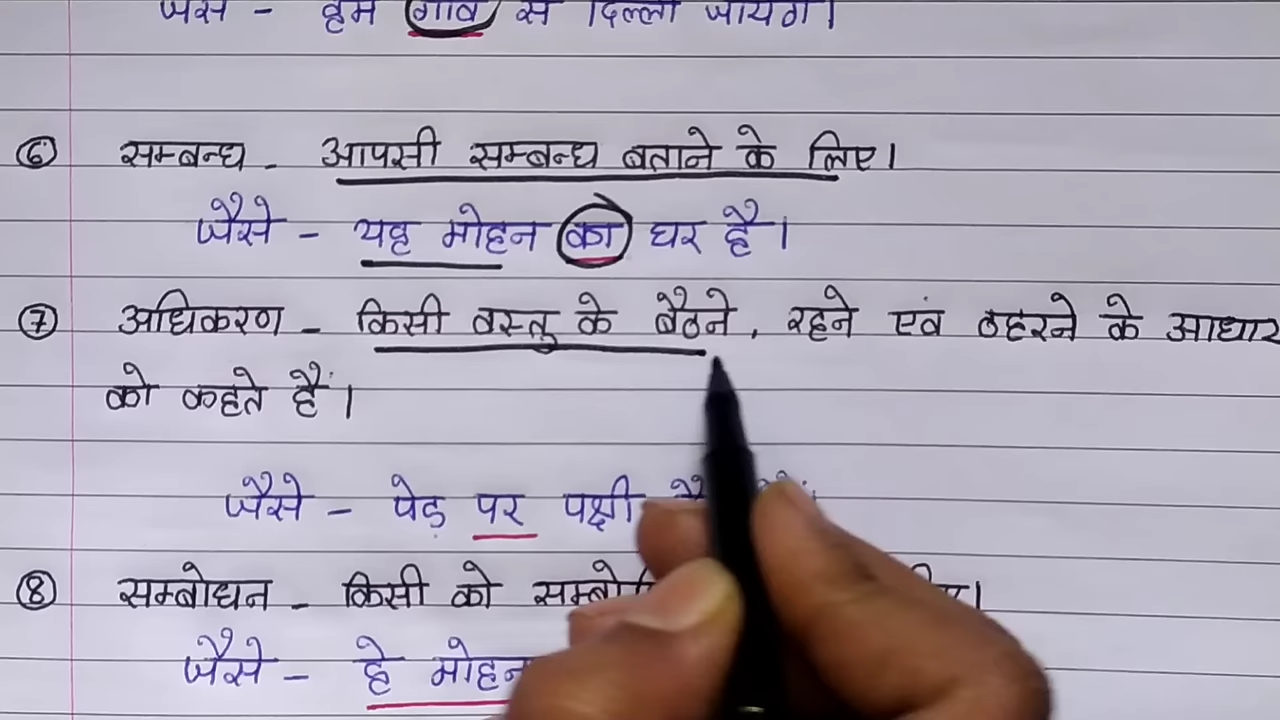 जैसे - हम गाँव से दिल्ली जायेंगे।
⑥ सम्बन्ध - आपसी सम्बन्ध बताने के लिए।
जैसे - यह मोहन का घर है।
⑦ अधिकरण - किसी वस्तु के बैठने, रहने एवं ठहरने के आधार
को कहते हैं।
जैसे - पेड़ पर पक्षी
⑧ सम्बोधन - किसी को
जैसे - हे मोहन